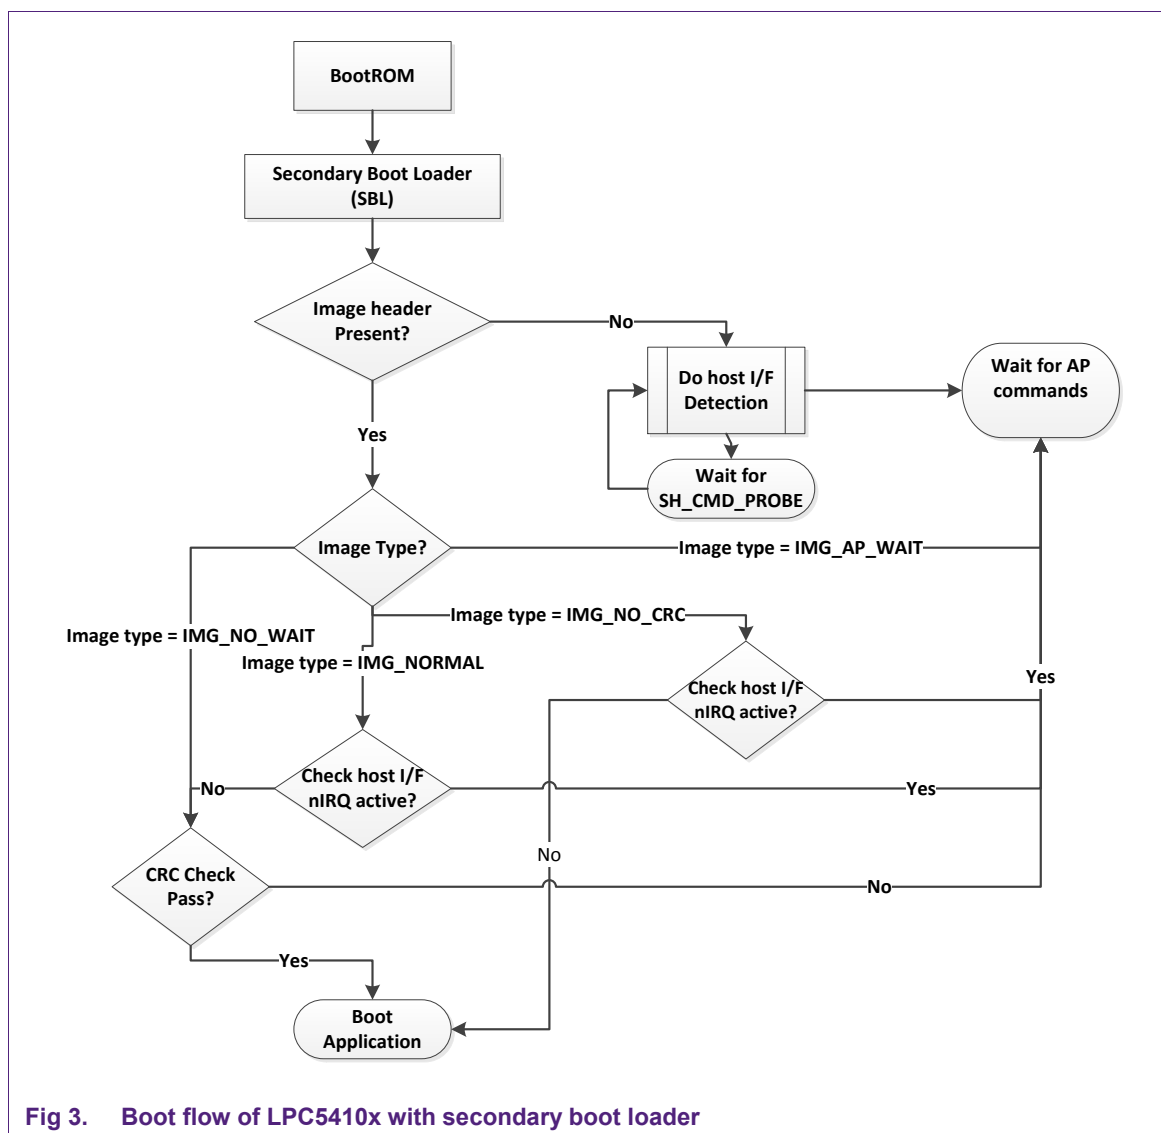 BootROM
Secondary Boot Loader
(SBL)
Image header
Present?
No
Do host I/F
Detection
Wait for AP
commands
Yes
Wait for
SH_CMD_PROBE
Image Type?
Image type = IMG_AP_WAIT
Image type = IMG_NO_CRC
Image type = IMG_NO_WAIT
Image type = IMG_NORMAL
Check host I/F
nIRQ active?
Yes
Check host I/F
nIRQ active?
No
Yes
No
CRC Check
Pass?
No
Yes
Boot
Application
Fig 3. Boot flow of LPC5410x with secondary boot loader